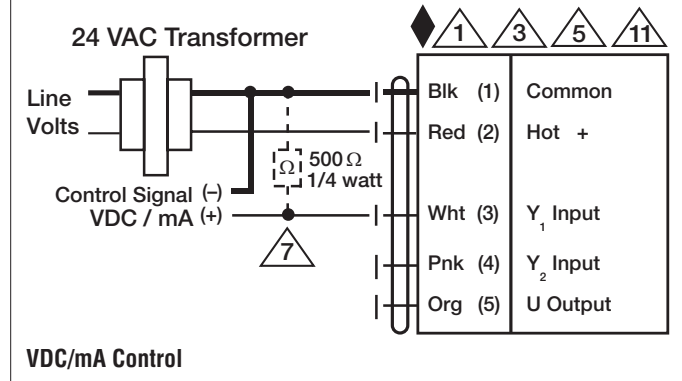 24 VAC Transformer
1 3 5 11
Line
Volts
Blk (1) Common
Red (2) Hot +
Ω 500 Ω
1/4 watt
Control Signal (–)
VDC / mA (+)
Wht (3) Y1 Input
7
Pnk (4) Y2 Input
Org (5) U Output
VDC/mA Control